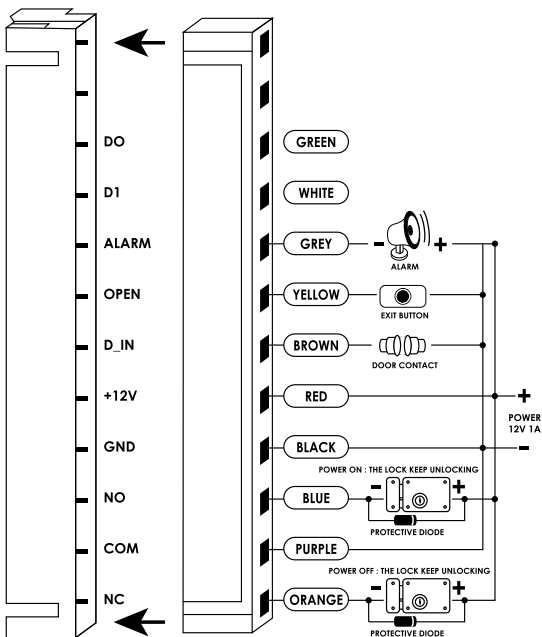 DO GREEN
D1 WHITE
ALARM GREY - +
ALARM
OPEN YELLOW
EXIT BUTTON
D_IN BROWN
DOOR CONTACT
+12V RED +
POWER
12V 1A
GND BLACK -
POWER ON : THE LOCK KEEP UNLOCKING
NO BLUE - +
PROTECTIVE DIODE
COM PURPLE
POWER OFF : THE LOCK KEEP UNLOCKING
NC ORANGE - +
PROTECTIVE DIODE